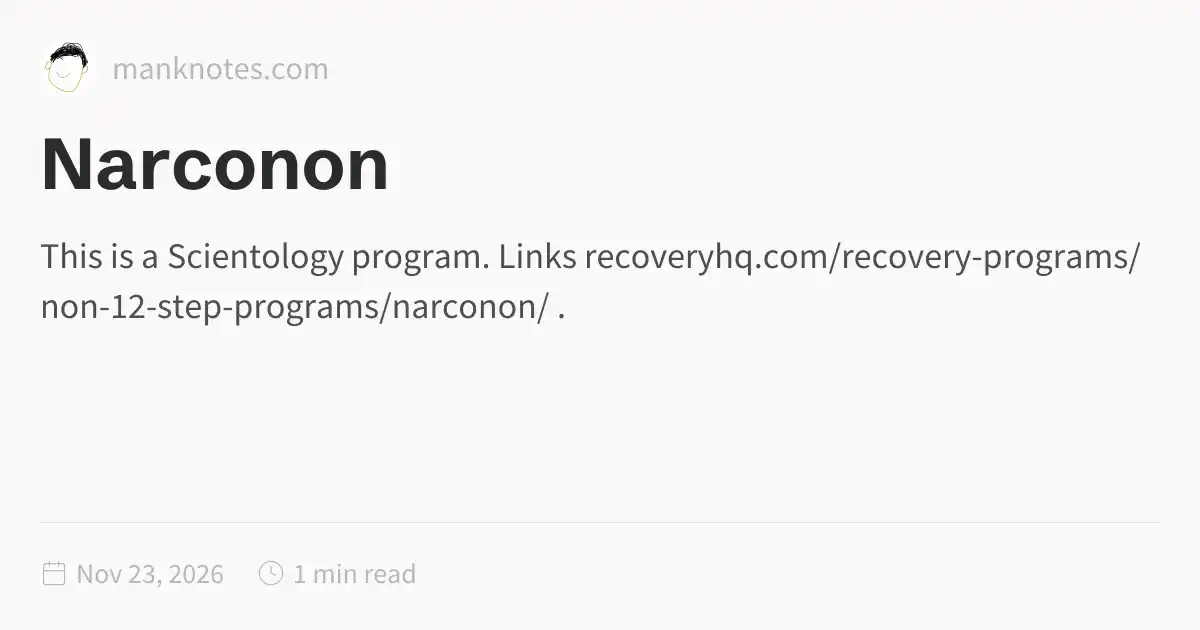 manknotes.com
Narconon
This is a Scientology program. Links recoveryhq.com/recovery-programs/
non-12-step-programs/narconon/ .
Nov 23, 2026
1 min read